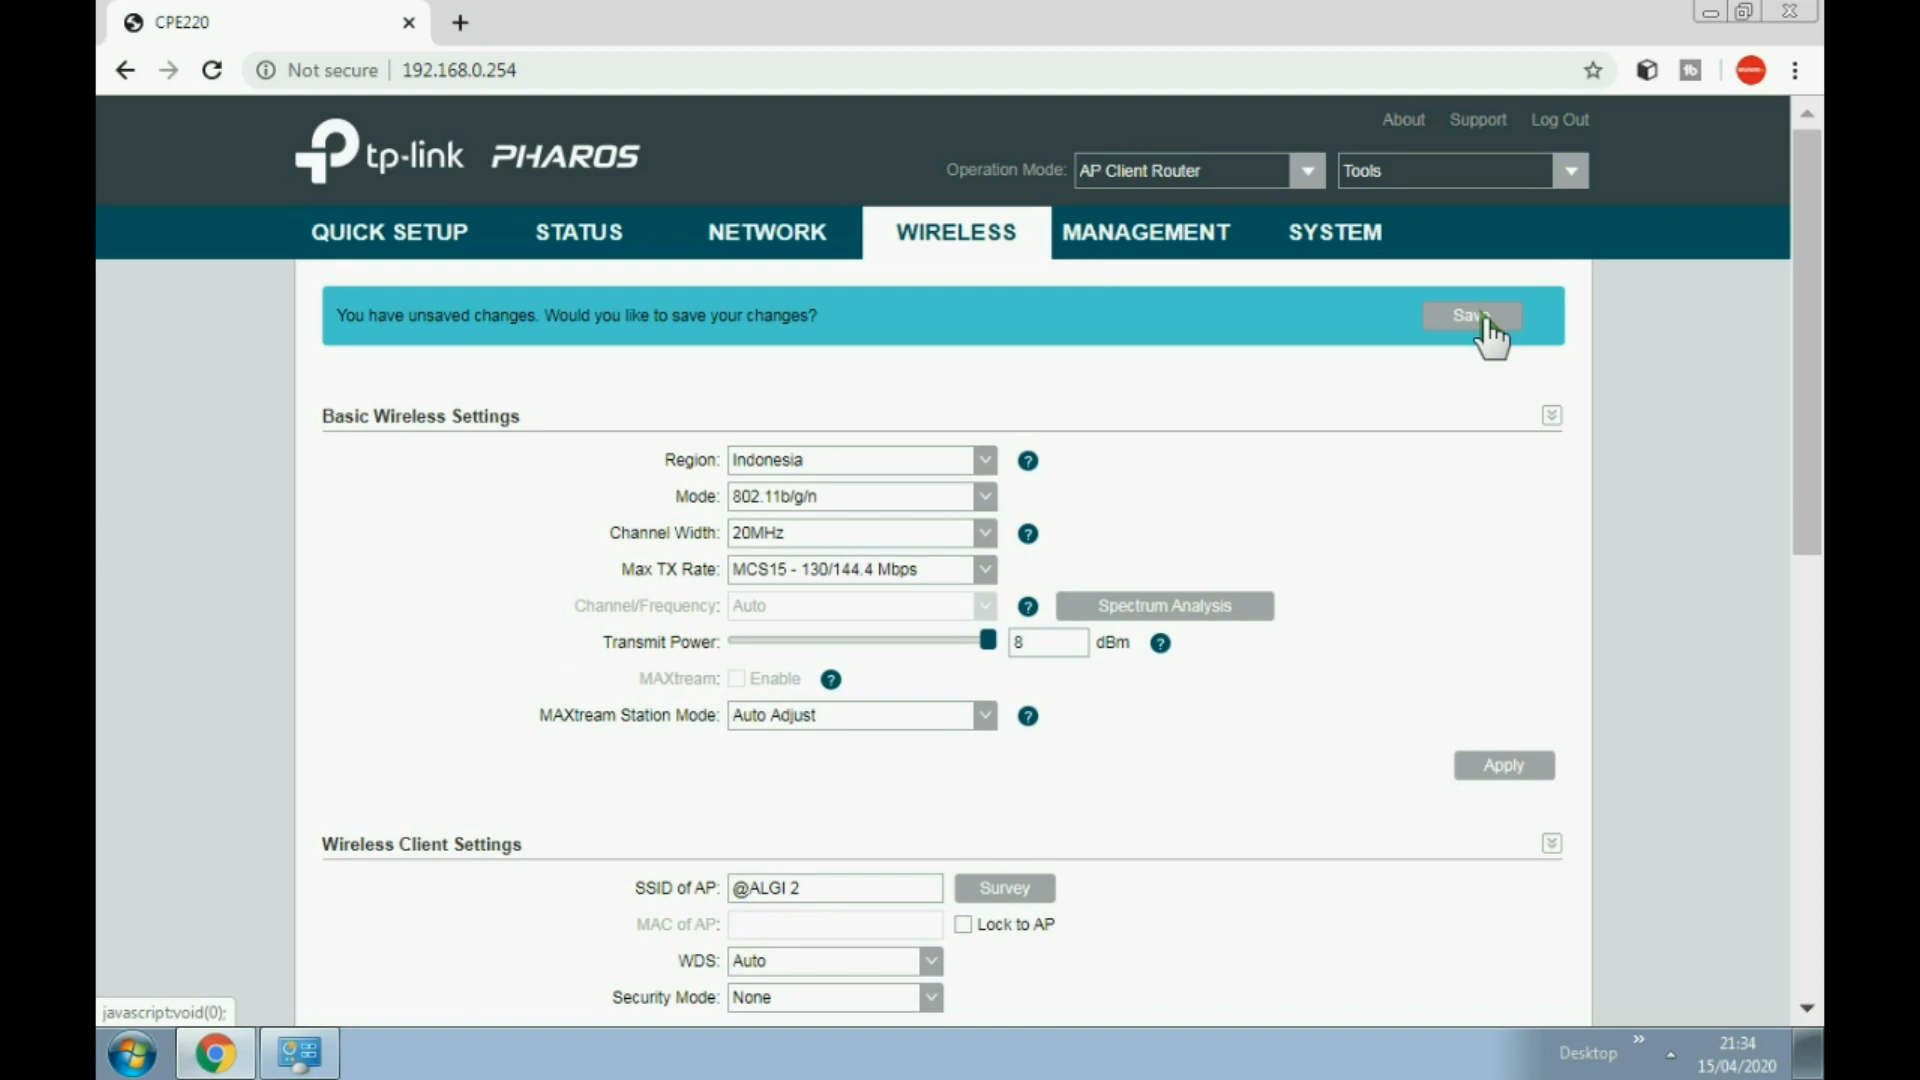 CPE220
Not secure 192.168.0.254
About Support Log Out
tp-link PHAROS
Operation Mode: AP Client Router Tools
QUICK SETUP STATUS NETWORK WIRELESS MANAGEMENT SYSTEM
You have unsaved changes. Would you like to save your changes? Save
Basic Wireless Settings
Region: Indonesia ?
Mode: 802.11b/g/n
Channel Width: 20MHz ?
Max TX Rate: MCS15 - 130/144.4 Mbps
Channel/Frequency: Auto ? Spectrum Analysis
Transmit Power: 8 dBm ?
MAXtream: Enable ?
MAXtream Station Mode: Auto Adjust ?
Apply
Wireless Client Settings
SSID of AP: @ALGI 2 Survey
MAC of AP: Lock to AP
WDS: Auto
Security Mode: None
javascript:void(0);
Desktop »
21:34
15/04/2020